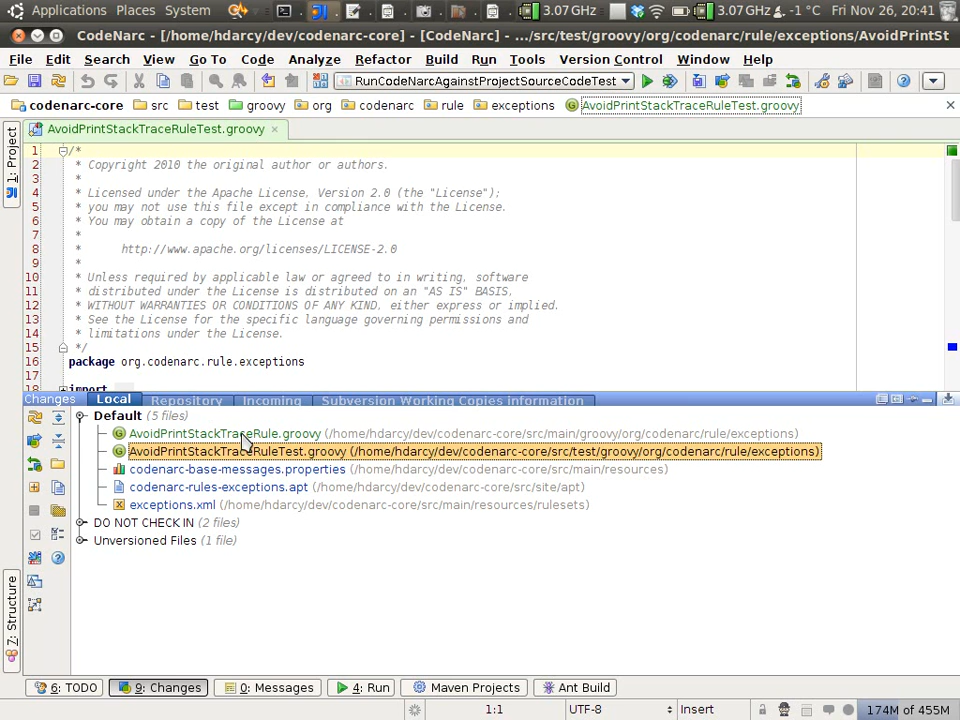 Applications Places System 3.07 GHz 3.07 GHz -1 °C Fri Nov 26, 20:41
CodeNarc - [/home/hdarcy/dev/codenarc-core] - [CodeNarc] - .../src/test/groovy/org/codenarc/rule/exceptions/AvoidPrintSt
File Edit Search View Go To Code Analyze Refactor Build Run Tools Version Control Window Help
RunCodeNarcAgainstProjectSourceCodeTest
codenarc-core src test groovy org codenarc rule exceptions AvoidPrintStackTraceRuleTest.groovy
1: Project
AvoidPrintStackTraceRuleTest.groovy
1 /*
2 * Copyright 2010 the original author or authors.
3 *
4 * Licensed under the Apache License, Version 2.0 (the "License");
5 * you may not use this file except in compliance with the License.
6 * You may obtain a copy of the License at
7 *
8 * http://www.apache.org/licenses/LICENSE-2.0
9 *
10 * Unless required by applicable law or agreed to in writing, software
11 * distributed under the License is distributed on an "AS IS" BASIS,
12 * WITHOUT WARRANTIES OR CONDITIONS OF ANY KIND, either express or implied.
13 * See the License for the specific language governing permissions and
14 * limitations under the License.
15 */
16 package org.codenarc.rule.exceptions
17
18 import ...
Changes Local Repository Incoming Subversion Working Copies information
Default (5 files)
AvoidPrintStackTraceRule.groovy (/home/hdarcy/dev/codenarc-core/src/main/groovy/org/codenarc/rule/exceptions)
AvoidPrintStackTraceRuleTest.groovy (/home/hdarcy/dev/codenarc-core/src/test/groovy/org/codenarc/rule/exceptions)
codenarc-base-messages.properties (/home/hdarcy/dev/codenarc-core/src/main/resources)
codenarc-rules-exceptions.apt (/home/hdarcy/dev/codenarc-core/src/site/apt)
exceptions.xml (/home/hdarcy/dev/codenarc-core/src/main/resources/rulesets)
DO NOT CHECK IN (2 files)
Unversioned Files (1 file)
7: Structure
6: TODO 9: Changes 0: Messages 4: Run Maven Projects Ant Build
1:1 UTF-8 Insert 174M of 455M